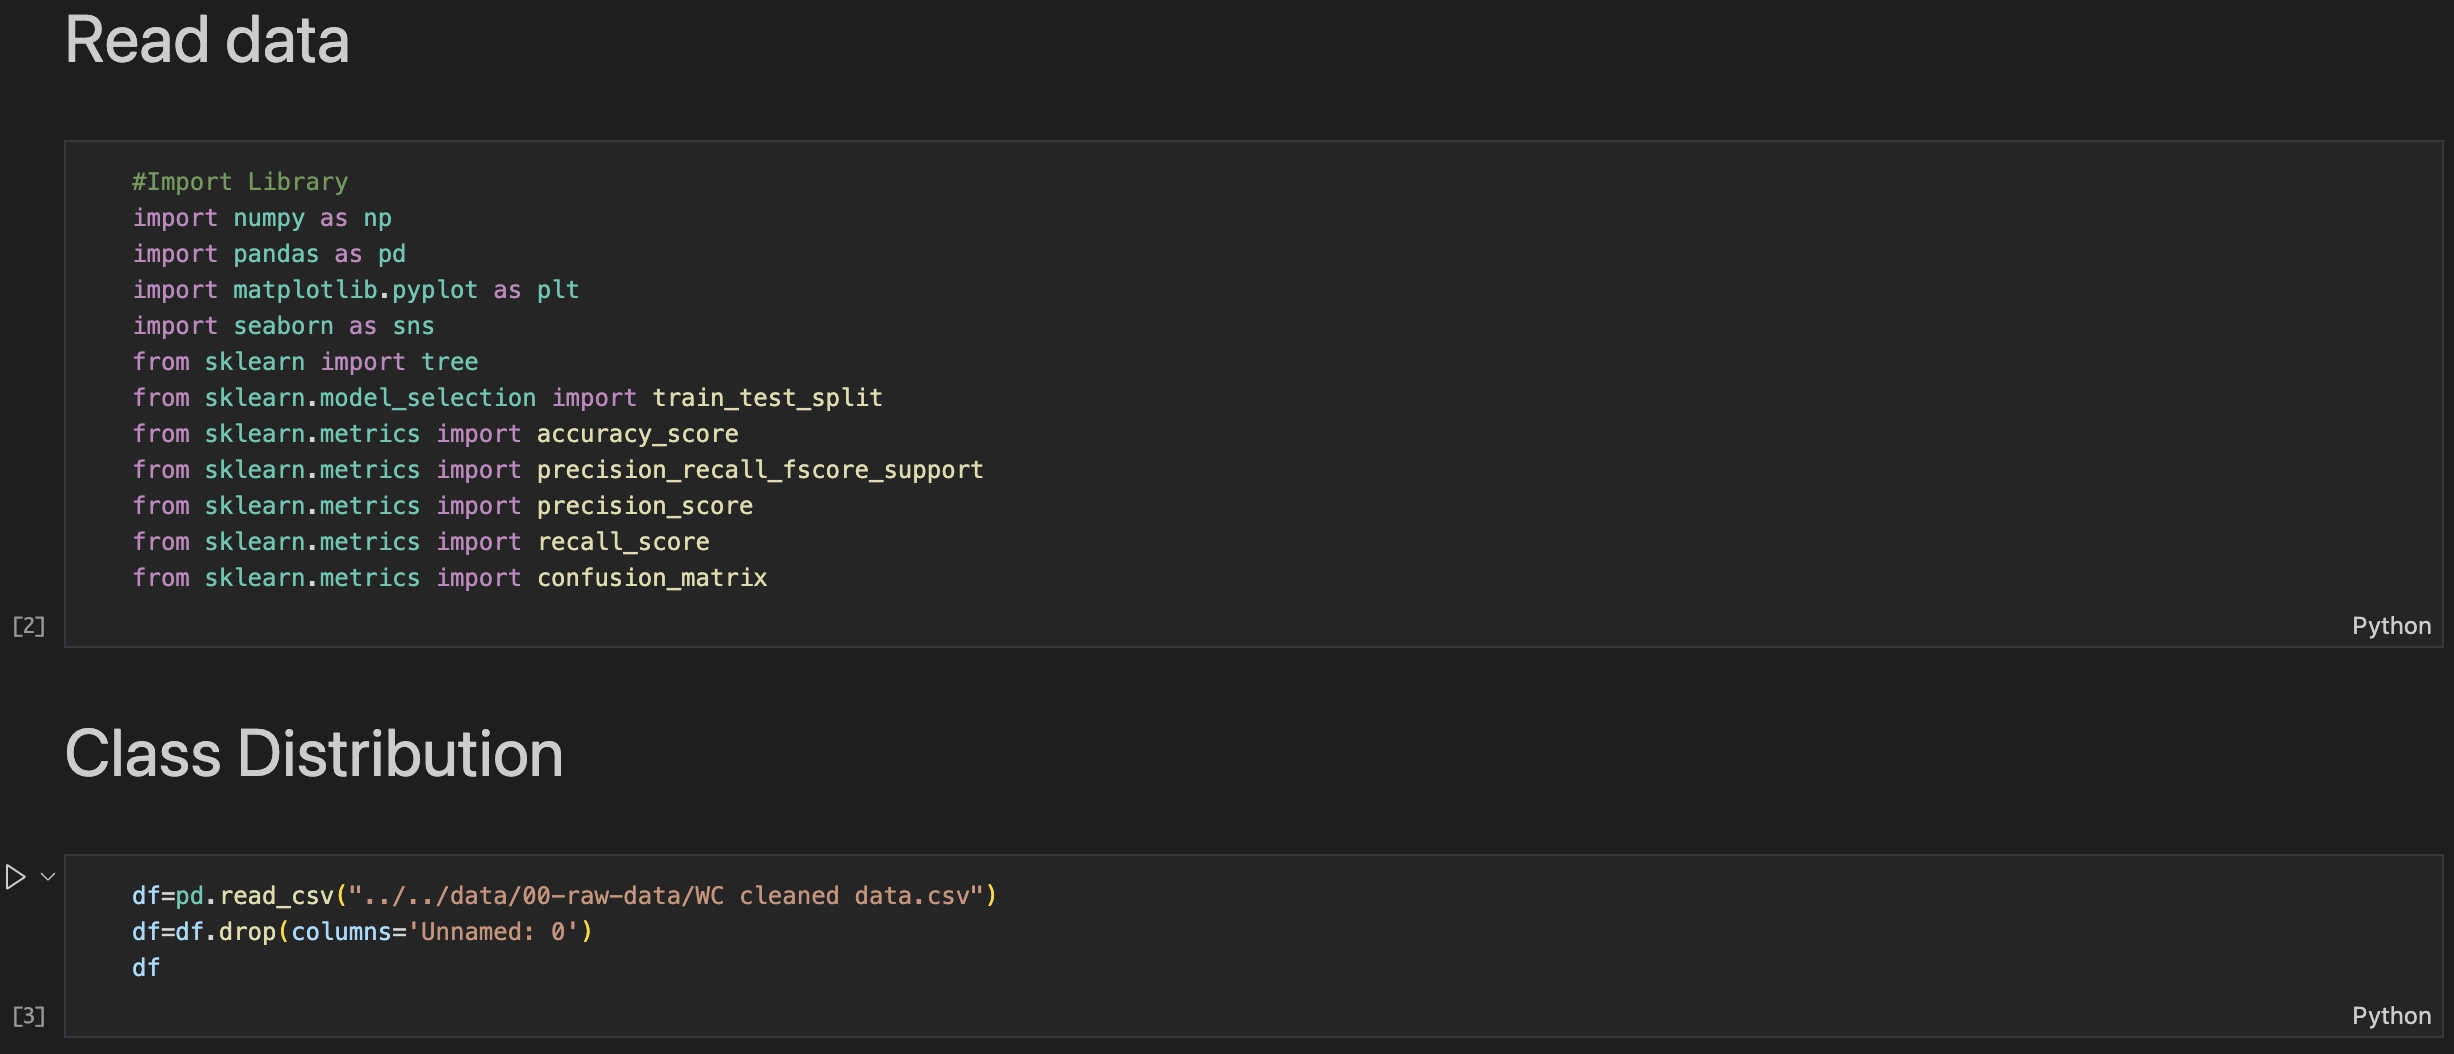 Read data
#Import Library
import numpy as np
import pandas as pd
import matplotlib.pyplot as plt
import seaborn as sns
from sklearn import tree
from sklearn.model_selection import train_test_split
from sklearn.metrics import accuracy_score
from sklearn.metrics import precision_recall_fscore_support
from sklearn.metrics import precision_score
from sklearn.metrics import recall_score
from sklearn.metrics import confusion_matrix
[2]
Python
Class Distribution
df=pd.read_csv("../../data/00-raw-data/WC cleaned data.csv")
df=df.drop(columns='Unnamed: 0')
df
[3]
Python